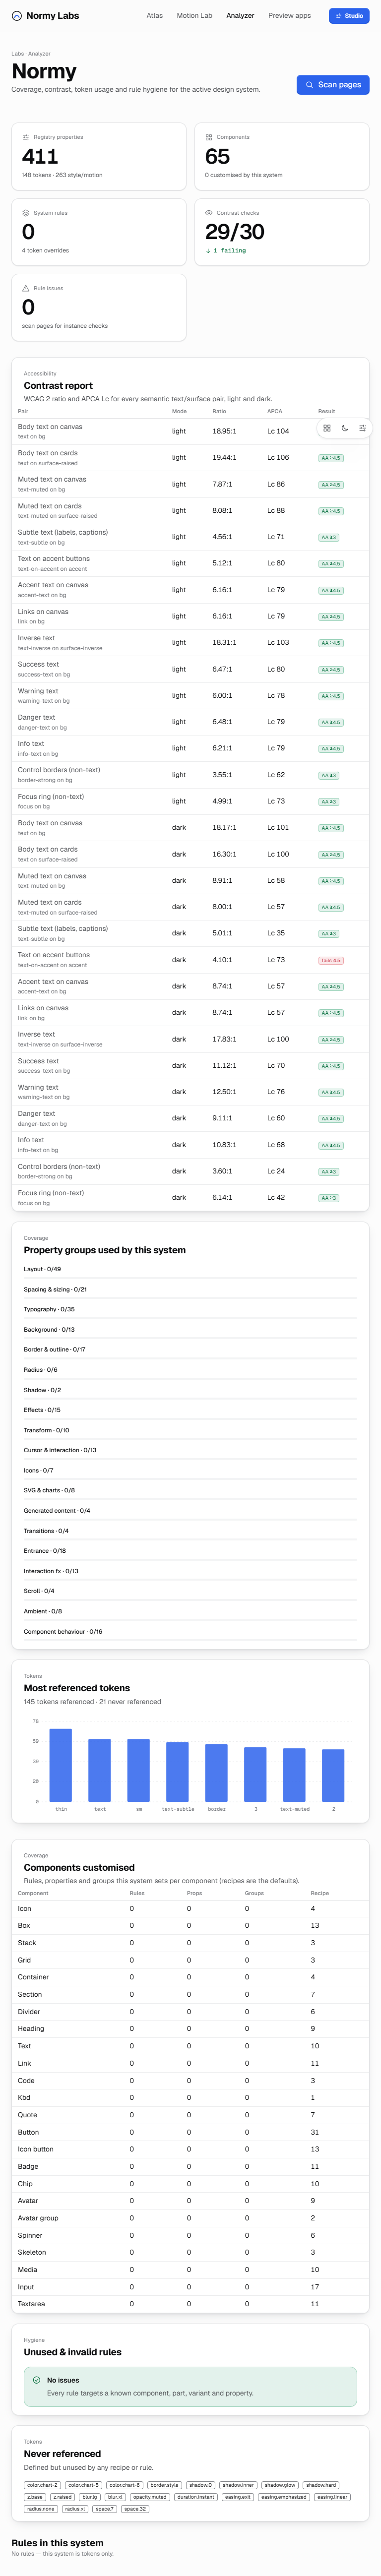 Normy Labs
Atlas Motion Lab Analyzer Preview apps Studio
Labs · Analyzer
Normy
Coverage, contrast, token usage and rule hygiene for the active design system.
Scan pages
Registry properties
411
148 tokens · 263 style/motion
Components
65
0 customised by this system
System rules
0
4 token overrides
Contrast checks
29/30
↓ 1 failing
Rule issues
0
scan pages for instance checks
Accessibility
Contrast report
WCAG 2 ratio and APCA Lc for every semantic text/surface pair, light and dark.
Pair Mode Ratio APCA Result
Body text on canvas
text on bg
light 18.95:1 Lc 104
Body text on cards
text on surface-raised
light 19.44:1 Lc 106 AA ≥4.5
Muted text on canvas
text-muted on bg
light 7.87:1 Lc 86 AA ≥4.5
Muted text on cards
text-muted on surface-raised
light 8.08:1 Lc 88 AA ≥4.5
Subtle text (labels, captions)
text-subtle on bg
light 4.56:1 Lc 71 AA ≥3
Text on accent buttons
text-on-accent on accent
light 5.12:1 Lc 80 AA ≥4.5
Accent text on canvas
accent-text on bg
light 6.16:1 Lc 79 AA ≥4.5
Links on canvas
link on bg
light 6.16:1 Lc 79 AA ≥4.5
Inverse text
text-inverse on surface-inverse
light 18.31:1 Lc 103 AA ≥4.5
Success text
success-text on bg
light 6.47:1 Lc 80 AA ≥4.5
Warning text
warning-text on bg
light 6.00:1 Lc 78 AA ≥4.5
Danger text
danger-text on bg
light 6.48:1 Lc 79 AA ≥4.5
Info text
info-text on bg
light 6.21:1 Lc 79 AA ≥4.5
Control borders (non-text)
border-strong on bg
light 3.55:1 Lc 62 AA ≥3
Focus ring (non-text)
focus on bg
light 4.99:1 Lc 73 AA ≥3
Body text on canvas
text on bg
dark 18.17:1 Lc 101 AA ≥4.5
Body text on cards
text on surface-raised
dark 16.30:1 Lc 100 AA ≥4.5
Muted text on canvas
text-muted on bg
dark 8.91:1 Lc 58 AA ≥4.5
Muted text on cards
text-muted on surface-raised
dark 8.00:1 Lc 57 AA ≥4.5
Subtle text (labels, captions)
text-subtle on bg
dark 5.01:1 Lc 35 AA ≥3
Text on accent buttons
text-on-accent on accent
dark 4.10:1 Lc 73 fails 4.5
Accent text on canvas
accent-text on bg
dark 8.74:1 Lc 57 AA ≥4.5
Links on canvas
link on bg
dark 8.74:1 Lc 57 AA ≥4.5
Inverse text
text-inverse on surface-inverse
dark 17.83:1 Lc 100 AA ≥4.5
Success text
success-text on bg
dark 11.12:1 Lc 70 AA ≥4.5
Warning text
warning-text on bg
dark 12.50:1 Lc 76 AA ≥4.5
Danger text
danger-text on bg
dark 9.11:1 Lc 60 AA ≥4.5
Info text
info-text on bg
dark 10.83:1 Lc 68 AA ≥4.5
Control borders (non-text)
border-strong on bg
dark 3.60:1 Lc 24 AA ≥3
Focus ring (non-text)
focus on bg
dark 6.14:1 Lc 42 AA ≥3
Coverage
Property groups used by this system
Layout · 0/49
Spacing & sizing · 0/21
Typography · 0/35
Background · 0/13
Border & outline · 0/17
Radius · 0/6
Shadow · 0/2
Effects · 0/15
Transform · 0/10
Cursor & interaction · 0/13
Icons · 0/7
SVG & charts · 0/8
Generated content · 0/4
Transitions · 0/4
Entrance · 0/18
Interaction fx · 0/13
Scroll · 0/4
Ambient · 0/8
Component behaviour · 0/16
Tokens
Most referenced tokens
145 tokens referenced · 21 never referenced
78
59
39
20
0
thin text sm text-subtle border 3 text-muted 2
Coverage
Components customised
Rules, properties and groups this system sets per component (recipes are the defaults).
Component Rules Props Groups Recipe
Icon 0 0 0 4
Box 0 0 0 13
Stack 0 0 0 3
Grid 0 0 0 3
Container 0 0 0 4
Section 0 0 0 7
Divider 0 0 0 6
Heading 0 0 0 9
Text 0 0 0 10
Link 0 0 0 11
Code 0 0 0 3
Kbd 0 0 0 1
Quote 0 0 0 7
Button 0 0 0 31
Icon button 0 0 0 13
Badge 0 0 0 11
Chip 0 0 0 10
Avatar 0 0 0 9
Avatar group 0 0 0 2
Spinner 0 0 0 6
Skeleton 0 0 0 3
Media 0 0 0 10
Input 0 0 0 17
Textarea 0 0 0 11
Hygiene
Unused & invalid rules
No issues
Every rule targets a known component, part, variant and property.
Tokens
Never referenced
Defined but unused by any recipe or rule.
color.chart-2 color.chart-5 color.chart-6 border.style shadow.0 shadow.inner shadow.glow shadow.hard
z.base z.raised blur.lg blur.xl opacity.muted duration.instant easing.exit easing.emphasized easing.linear
radius.none radius.xl space.7 space.32
Rules in this system
No rules — this system is tokens only.